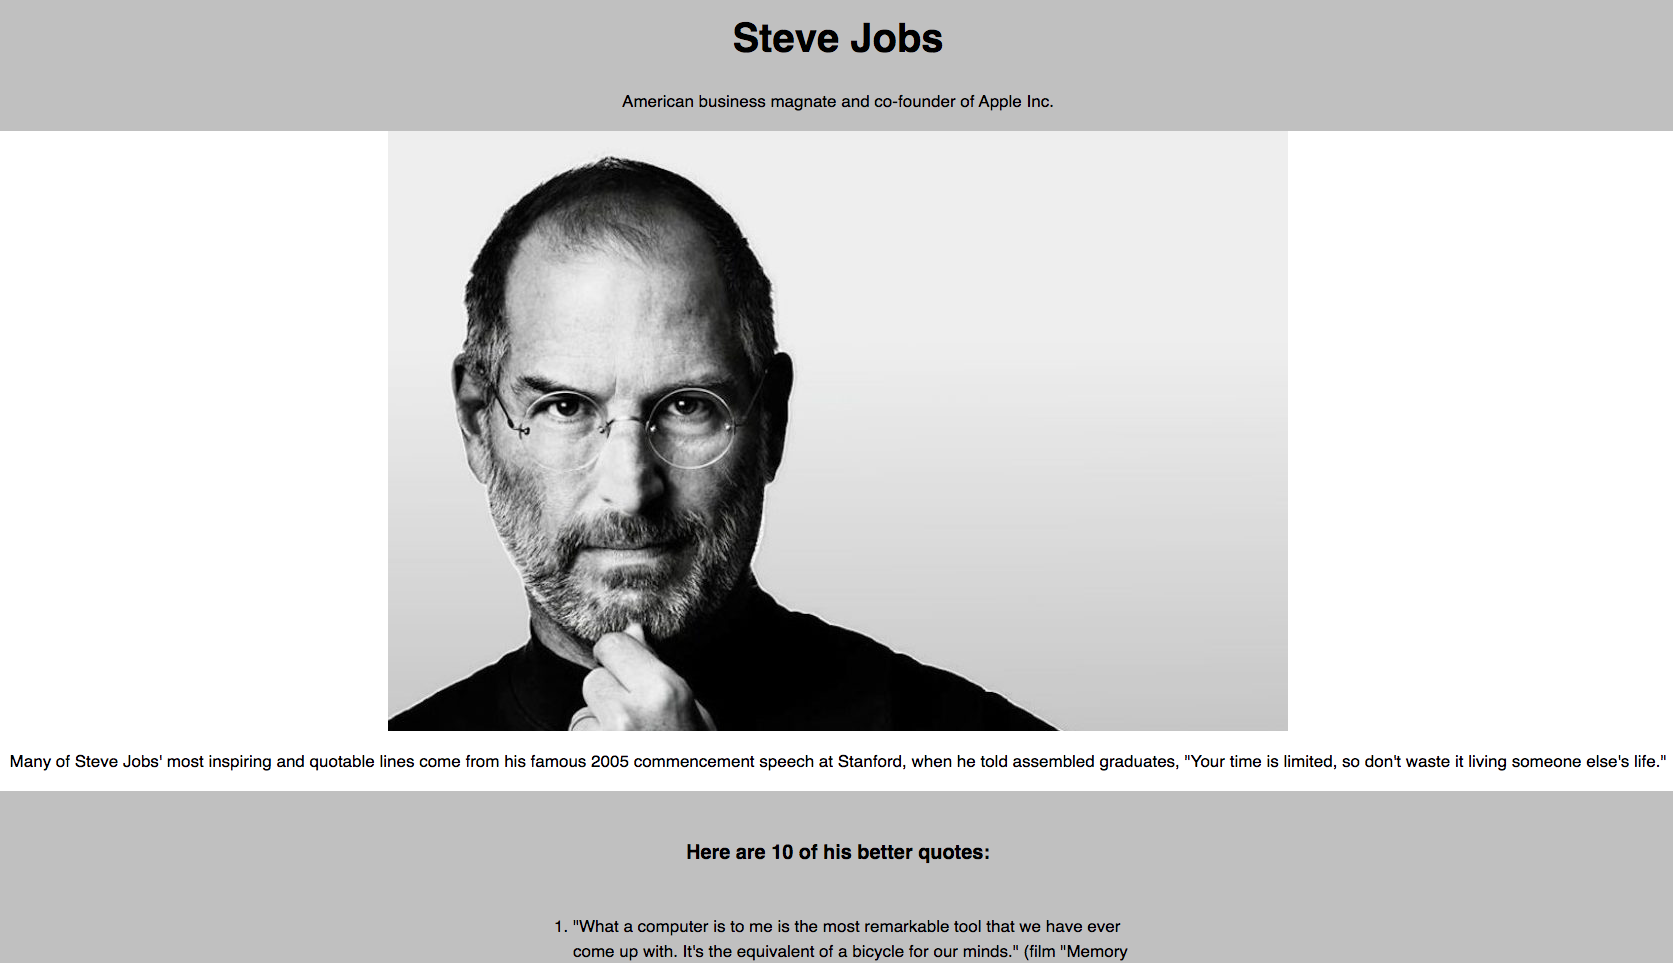 Steve Jobs
American business magnate and co-founder of Apple Inc.
Many of Steve Jobs' most inspiring and quotable lines come from his famous 2005 commencement speech at Stanford, when he told assembled graduates, "Your time is limited, so don't waste it living someone else's life."
Here are 10 of his better quotes:
1. "What a computer is to me is the most remarkable tool that we have ever
come up with. It's the equivalent of a bicycle for our minds." (film "Memory